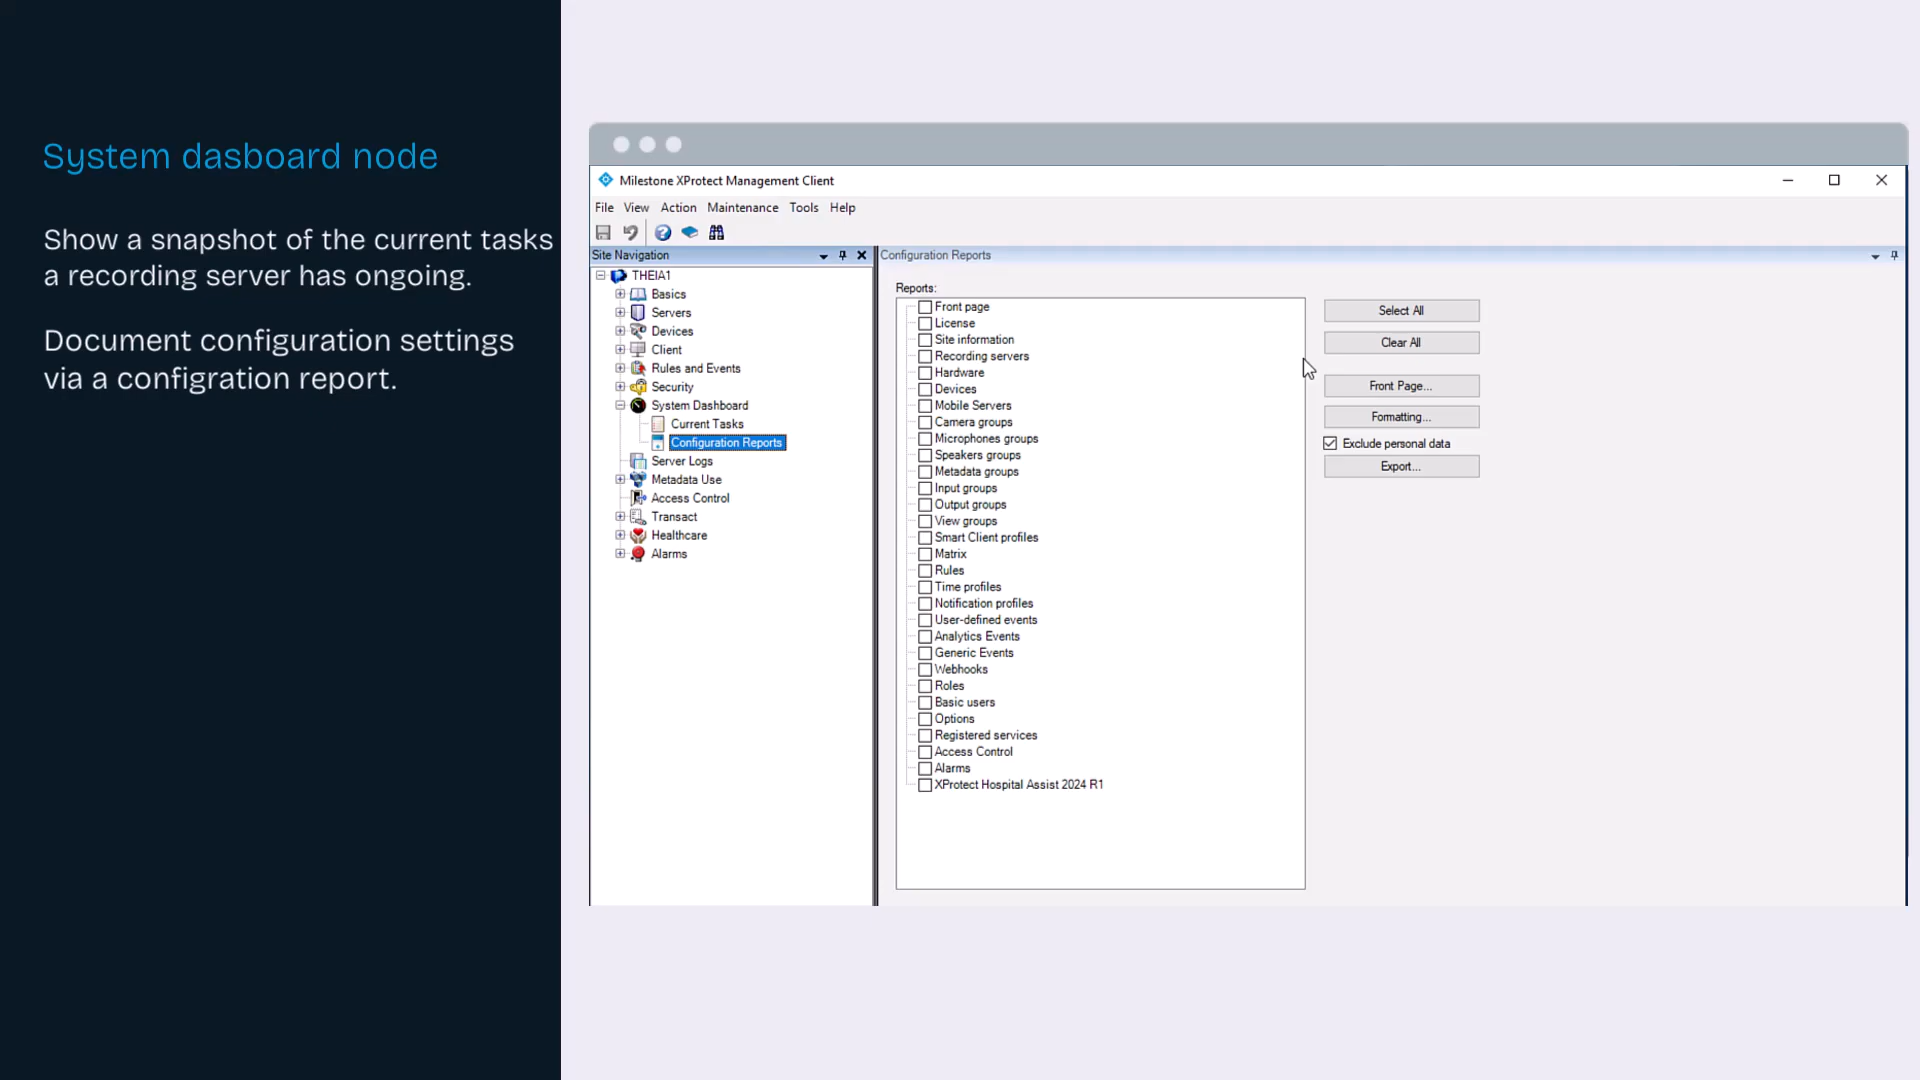 System dasboard node
Show a snapshot of the current tasks
a recording server has ongoing.
Document configuration settings
via a configration report.
Milestone XProtect Management Client
File View Action Maintenance Tools Help
Site Navigation
THEIA1
Basics
Servers
Devices
Client
Rules and Events
Security
System Dashboard
Current Tasks
Configuration Reports
Server Logs
Metadata Use
Access Control
Transact
Healthcare
Alarms
Configuration Reports
Reports:
Front page
License
Site information
Recording servers
Hardware
Devices
Mobile Servers
Camera groups
Microphones groups
Speakers groups
Metadata groups
Input groups
Output groups
View groups
Smart Client profiles
Matrix
Rules
Time profiles
Notification profiles
User-defined events
Analytics Events
Generic Events
Webhooks
Roles
Basic users
Options
Registered services
Access Control
Alarms
XProtect Hospital Assist 2024 R1
Select All
Clear All
Front Page...
Formatting...
Exclude personal data
Export...